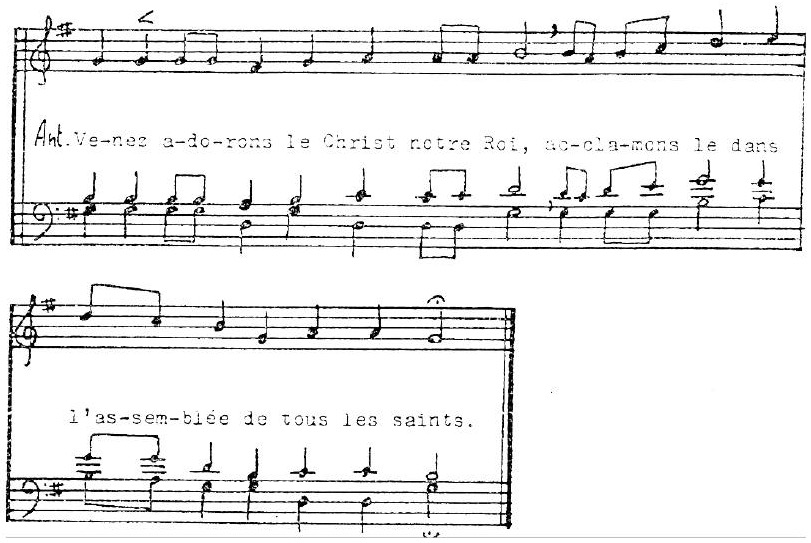 Ant. Ve-nez a-do-rons le Christ notre Roi, ac-cla-mons le dans
l'as-sem-blée de tous les saints.